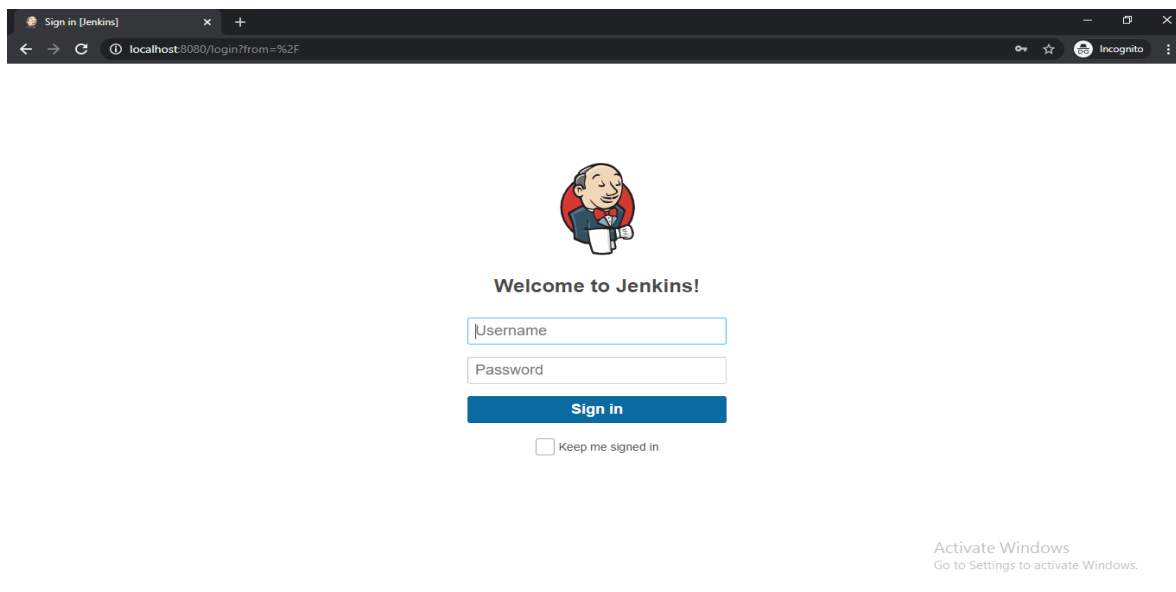 Sign in [Jenkins]
localhost:8080/login?from=%2F
Incognito
Welcome to Jenkins!
Username
Password
Sign in
Keep me signed in
Activate Windows
Go to Settings to activate Windows.